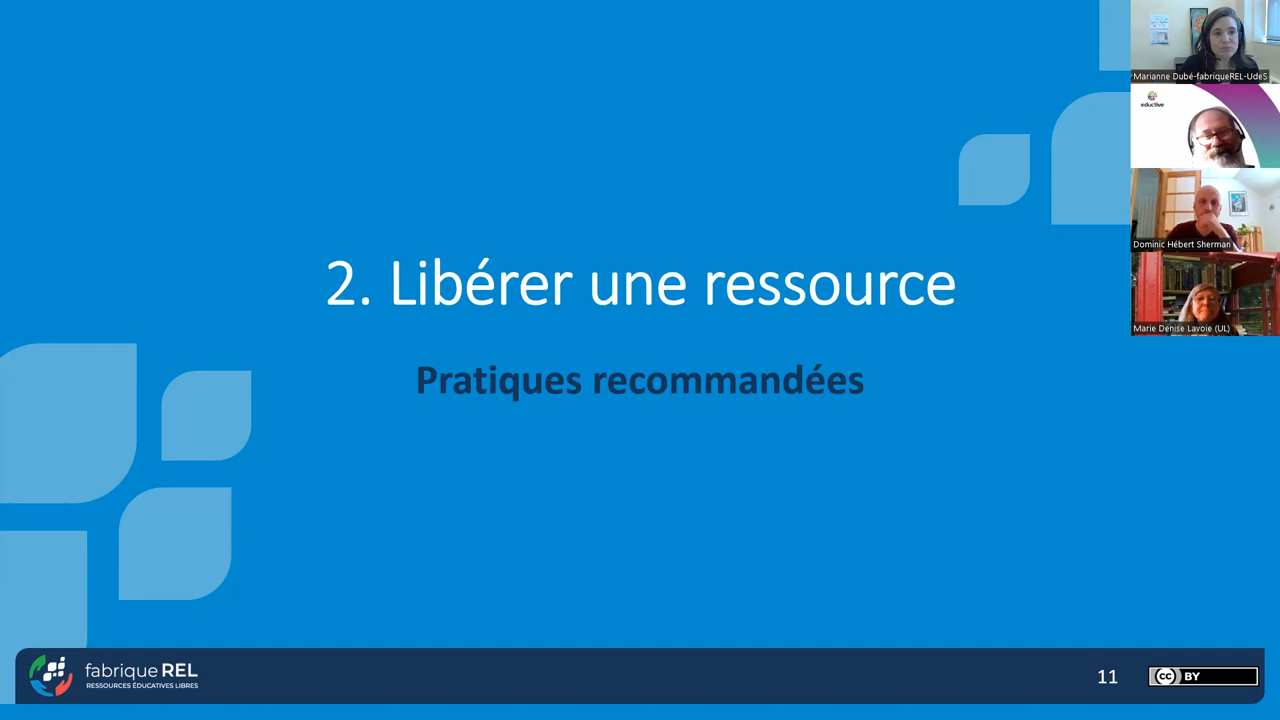 2. Libérer une ressource
Pratiques recommandées
Marianne Dubé-fabriqueREL-UdeS
eductive
Dominic Hébert Sherman
Marie Denise Lavoie (UL)
fabrique REL
RESSOURCES ÉDUCATIVES LIBRES
11
cc BY